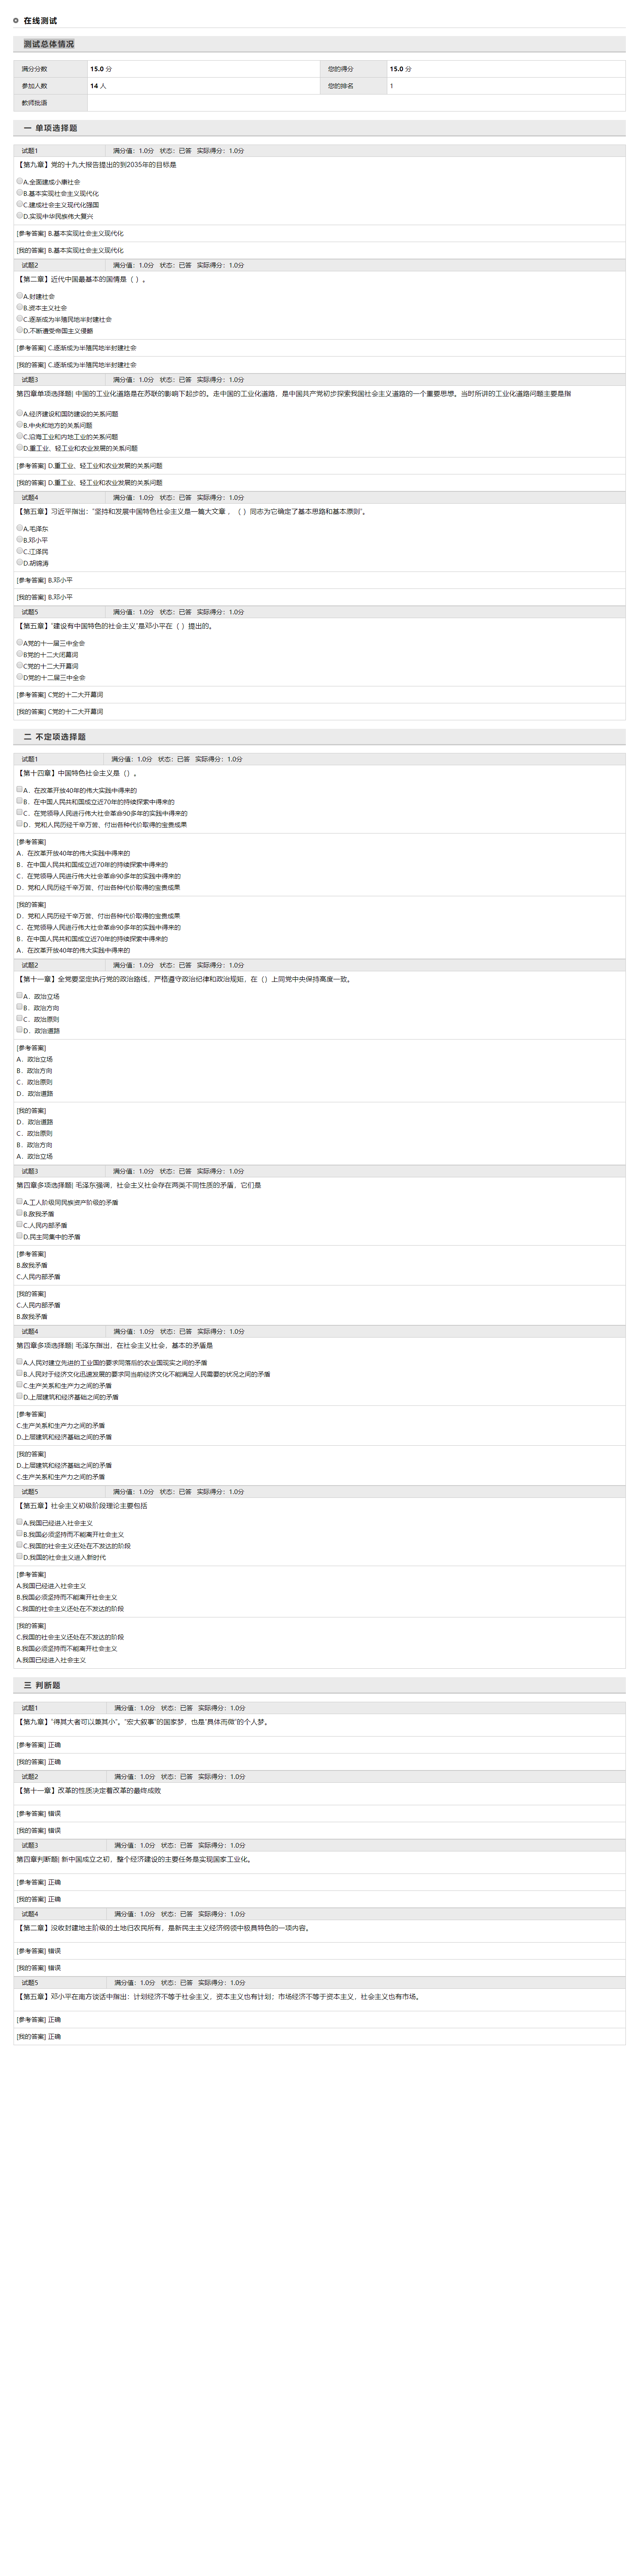 在线测试
测试总体情况
满分分数 15.0 分 您的得分 15.0 分
参加人数 14 人 您的排名 1
教师批语
一 单项选择题
试题1 满分值：1.0分 状态：已答 实际得分：1.0分
【第九章】党的十九大报告提出的到2035年的目标是
A.全面建成小康社会
B.基本实现社会主义现代化
C.建成社会主义现代化强国
D.实现中华民族伟大复兴
[参考答案] B.基本实现社会主义现代化
[我的答案] B.基本实现社会主义现代化
试题2 满分值：1.0分 状态：已答 实际得分：1.0分
【第二章】近代中国最基本的国情是（ ）。
A.封建社会
B.资本主义社会
C.逐渐成为半殖民地半封建社会
D.不断遭受帝国主义侵略
[参考答案] C.逐渐成为半殖民地半封建社会
[我的答案] C.逐渐成为半殖民地半封建社会
试题3 满分值：1.0分 状态：已答 实际得分：1.0分
第四章单项选择题| 中国的工业化道路是在苏联的影响下起步的。走中国的工业化道路，是中国共产党初步探索我国社会主义道路的一个重要思想。当时所讲的工业化道路问题主要是指
A.经济建设和国防建设的关系问题
B.中央和地方的关系问题
C.沿海工业和内地工业的关系问题
D.重工业、轻工业和农业发展的关系问题
[参考答案] D.重工业、轻工业和农业发展的关系问题
[我的答案] D.重工业、轻工业和农业发展的关系问题
试题4 满分值：1.0分 状态：已答 实际得分：1.0分
【第五章】习近平指出："坚持和发展中国特色社会主义是一篇大文章 ，（ ）同志为它确定了基本思路和基本原则"。
A.毛泽东
B.邓小平
C.江泽民
D.胡锦涛
[参考答案] B.邓小平
[我的答案] B.邓小平
试题5 满分值：1.0分 状态：已答 实际得分：1.0分
【第五章】"建设有中国特色的社会主义"是邓小平在（ ）提出的。
A党的十一届三中全会
B党的十二大闭幕词
C党的十二大开幕词
D党的十二届三中全会
[参考答案] C党的十二大开幕词
[我的答案] C党的十二大开幕词
二 不定项选择题
试题1 满分值：1.0分 状态：已答 实际得分：1.0分
【第十四章】中国特色社会主义是（）。
A．在改革开放40年的伟大实践中得来的
B．在中国人民共和国成立近70年的持续探索中得来的
C．在党领导人民进行伟大社会革命90多年的实践中得来的
D．党和人民历经千辛万苦、付出各种代价取得的宝贵成果
[参考答案]
A．在改革开放40年的伟大实践中得来的
B．在中国人民共和国成立近70年的持续探索中得来的
C．在党领导人民进行伟大社会革命90多年的实践中得来的
D．党和人民历经千辛万苦、付出各种代价取得的宝贵成果
[我的答案]
D．党和人民历经千辛万苦、付出各种代价取得的宝贵成果
C．在党领导人民进行伟大社会革命90多年的实践中得来的
B．在中国人民共和国成立近70年的持续探索中得来的
A．在改革开放40年的伟大实践中得来的
试题2 满分值：1.0分 状态：已答 实际得分：1.0分
【第十一章】全党要坚定执行党的政治路线，严格遵守政治纪律和政治规矩，在（）上同党中央保持高度一致。
A．政治立场
B．政治方向
C．政治原则
D．政治道路
[参考答案]
A．政治立场
B．政治方向
C．政治原则
D．政治道路
[我的答案]
D．政治道路
C．政治原则
B．政治方向
A．政治立场
试题3 满分值：1.0分 状态：已答 实际得分：1.0分
第四章多项选择题| 毛泽东强调，社会主义社会存在两类不同性质的矛盾，它们是
A.工人阶级同民族资产阶级的矛盾
B.敌我矛盾
C.人民内部矛盾
D.民主同集中的矛盾
[参考答案]
B.敌我矛盾
C.人民内部矛盾
[我的答案]
C.人民内部矛盾
B.敌我矛盾
试题4 满分值：1.0分 状态：已答 实际得分：1.0分
第四章多项选择题| 毛泽东指出，在社会主义社会，基本的矛盾是
A.人民对建立先进的工业国的要求同落后的农业国现实之间的矛盾
B.人民对于经济文化迅速发展的要求同当前经济文化不能满足人民需要的状况之间的矛盾
C.生产关系和生产力之间的矛盾
D.上层建筑和经济基础之间的矛盾
[参考答案]
C.生产关系和生产力之间的矛盾
D.上层建筑和经济基础之间的矛盾
[我的答案]
D.上层建筑和经济基础之间的矛盾
C.生产关系和生产力之间的矛盾
试题5 满分值：1.0分 状态：已答 实际得分：1.0分
【第五章】社会主义初级阶段理论主要包括
A.我国已经进入社会主义
B.我国必须坚持而不能离开社会主义
C.我国的社会主义还处在不发达的阶段
D.我国的社会主义进入新时代
[参考答案]
A.我国已经进入社会主义
B.我国必须坚持而不能离开社会主义
C.我国的社会主义还处在不发达的阶段
[我的答案]
C.我国的社会主义还处在不发达的阶段
B.我国必须坚持而不能离开社会主义
A.我国已经进入社会主义
三 判断题
试题1 满分值：1.0分 状态：已答 实际得分：1.0分
【第九章】"得其大者可以兼其小"。"宏大叙事"的国家梦，也是"具体而微"的个人梦。
[参考答案] 正确
[我的答案] 正确
试题2 满分值：1.0分 状态：已答 实际得分：1.0分
【第十一章】改革的性质决定着改革的最终成败
[参考答案] 错误
[我的答案] 错误
试题3 满分值：1.0分 状态：已答 实际得分：1.0分
第四章判断题| 新中国成立之初，整个经济建设的主要任务是实现国家工业化。
[参考答案] 正确
[我的答案] 正确
试题4 满分值：1.0分 状态：已答 实际得分：1.0分
【第二章】没收封建地主阶级的土地归农民所有，是新民主主义经济纲领中极具特色的一项内容。
[参考答案] 错误
[我的答案] 错误
试题5 满分值：1.0分 状态：已答 实际得分：1.0分
【第五章】邓小平在南方谈话中指出：计划经济不等于社会主义，资本主义也有计划；市场经济不等于资本主义，社会主义也有市场。
[参考答案] 正确
[我的答案] 正确